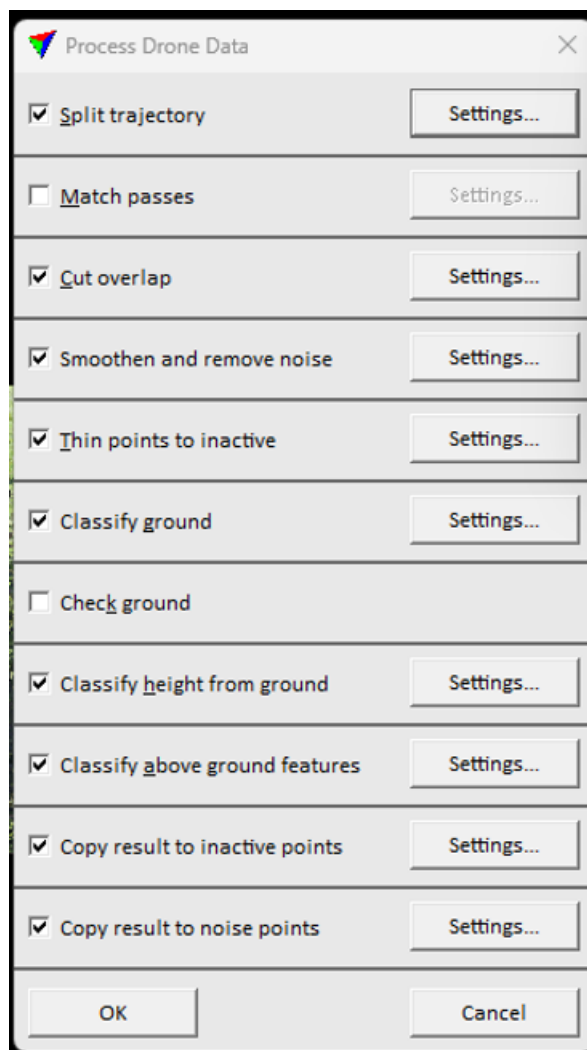 Process Drone Data
Split trajectory Settings...
Match passes Settings...
Cut overlap Settings...
Smoothen and remove noise Settings...
Thin points to inactive Settings...
Classify ground Settings...
Check ground
Classify height from ground Settings...
Classify above ground features Settings...
Copy result to inactive points Settings...
Copy result to noise points Settings...
OK Cancel